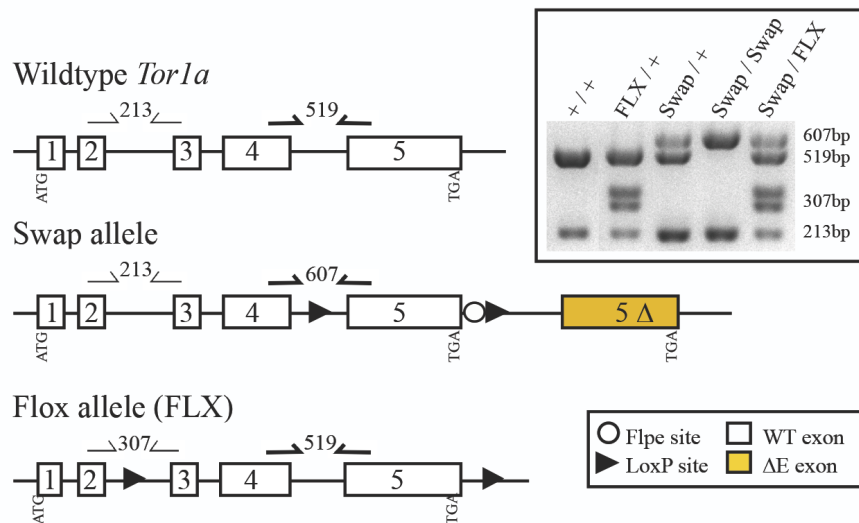 Wildtype Tor1a
213
519
1 2 3 4 5
ATG
TGA
Swap allele
213
607
1 2 3 4 5 5 Δ
ATG
TGA
TGA
Flox allele (FLX)
307
519
1 2 3 4 5
ATG
TGA
+/+
FLX/+
Swap/+
Swap/Swap
Swap/FLX
607bp
519bp
307bp
213bp
Flpe site
WT exon
LoxP site
ΔE exon